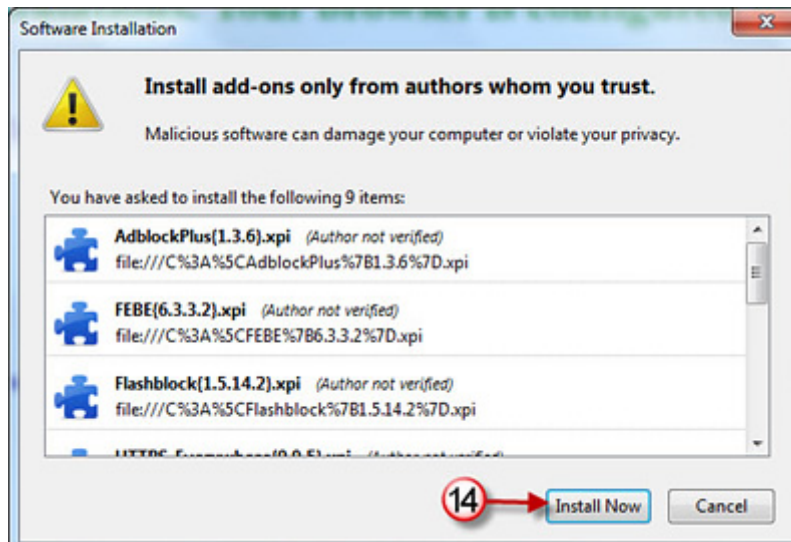 Software Installation
Install add-ons only from authors whom you trust.
Malicious software can damage your computer or violate your privacy.
You have asked to install the following 9 items:
AdblockPlus{1.3.6}.xpi (Author not verified)
file:///C%3A%5CAdblockPlus%7B1.3.6%7D.xpi
FEBE{6.3.3.2}.xpi (Author not verified)
file:///C%3A%5CFEBE%7B6.3.3.2%7D.xpi
Flashblock{1.5.14.2}.xpi (Author not verified)
file:///C%3A%5CFlashblock%7B1.5.14.2%7D.xpi
14 Install Now Cancel